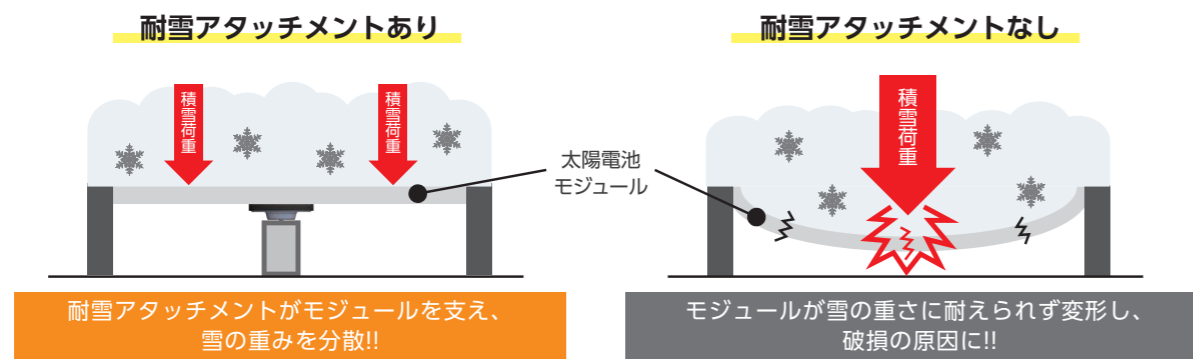 耐雪アタッチメントあり
積雪荷重
積雪荷重
耐雪アタッチメントがモジュールを支え、
雪の重みを分散!!
太陽電池
モジュール
耐雪アタッチメントなし
積雪荷重
モジュールが雪の重さに耐えられず変形し、
破損の原因に!!